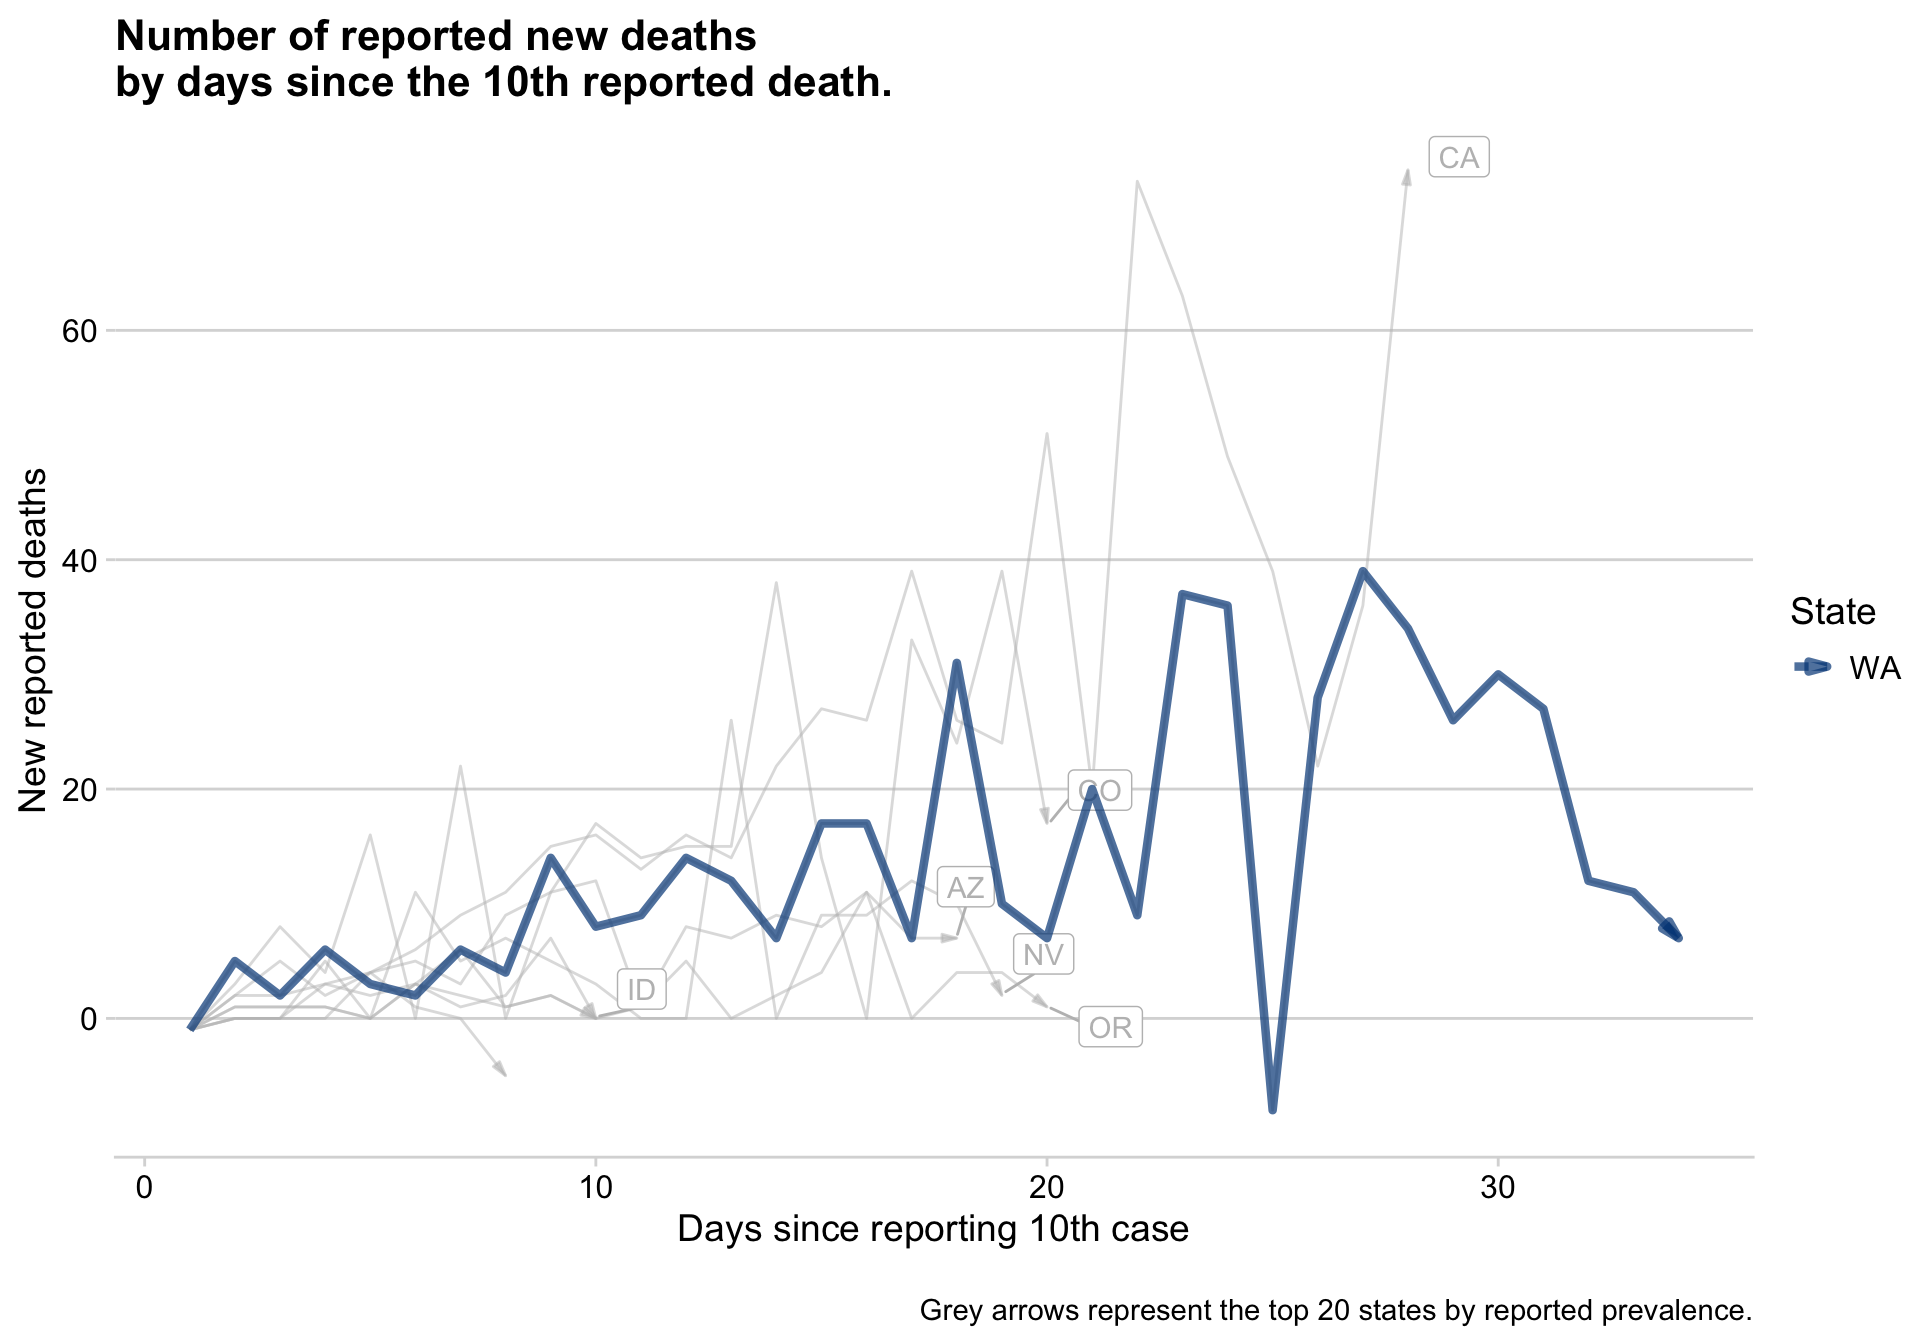 Number of reported new deaths
by days since the 10th reported death.
CA
60
40
20
0
New reported deaths
CO
AZ
NV
ID
OR
State
WA
0 10 20 30
Days since reporting 10th case
Grey arrows represent the top 20 states by reported prevalence.